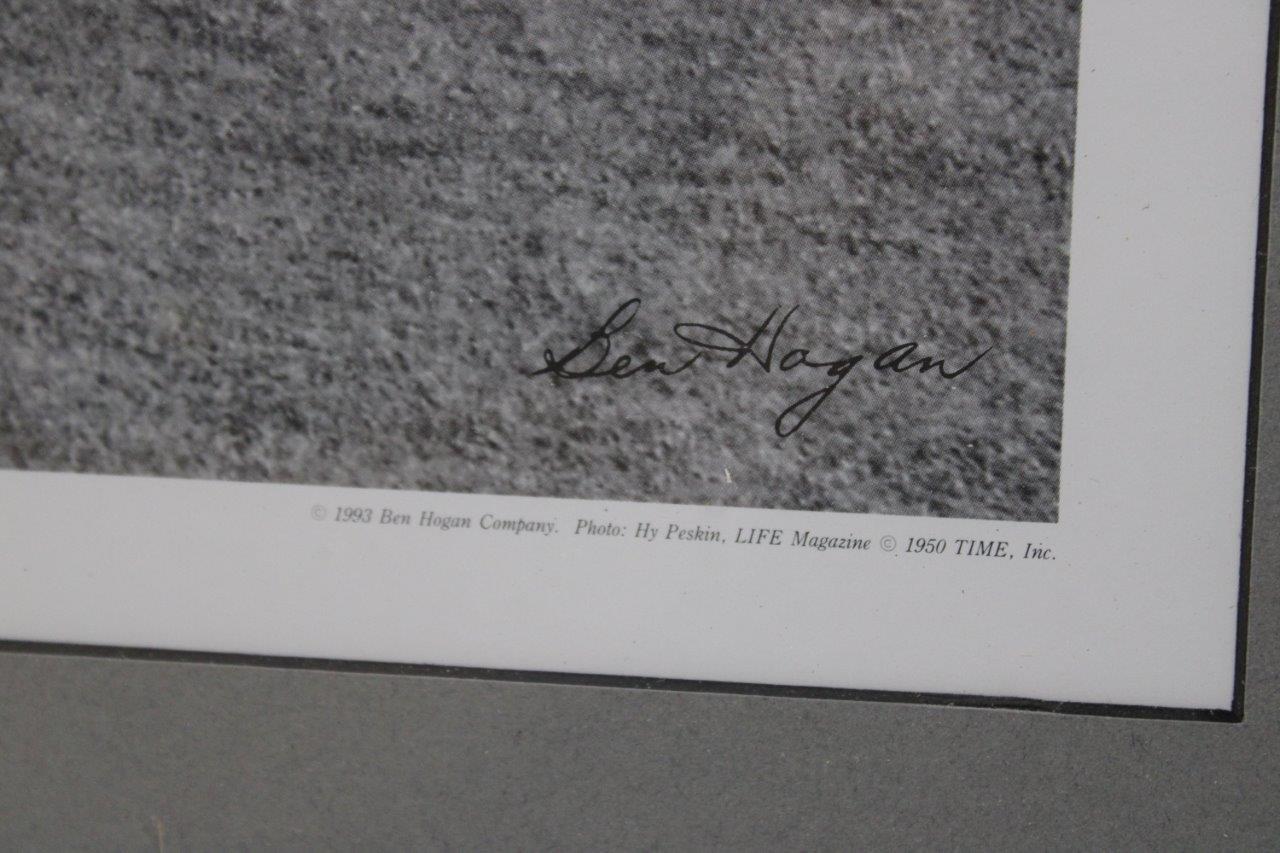 Ben Hogan
© 1993 Ben Hogan Company. Photo: Hy Peskin, LIFE Magazine © 1950 TIME, Inc.